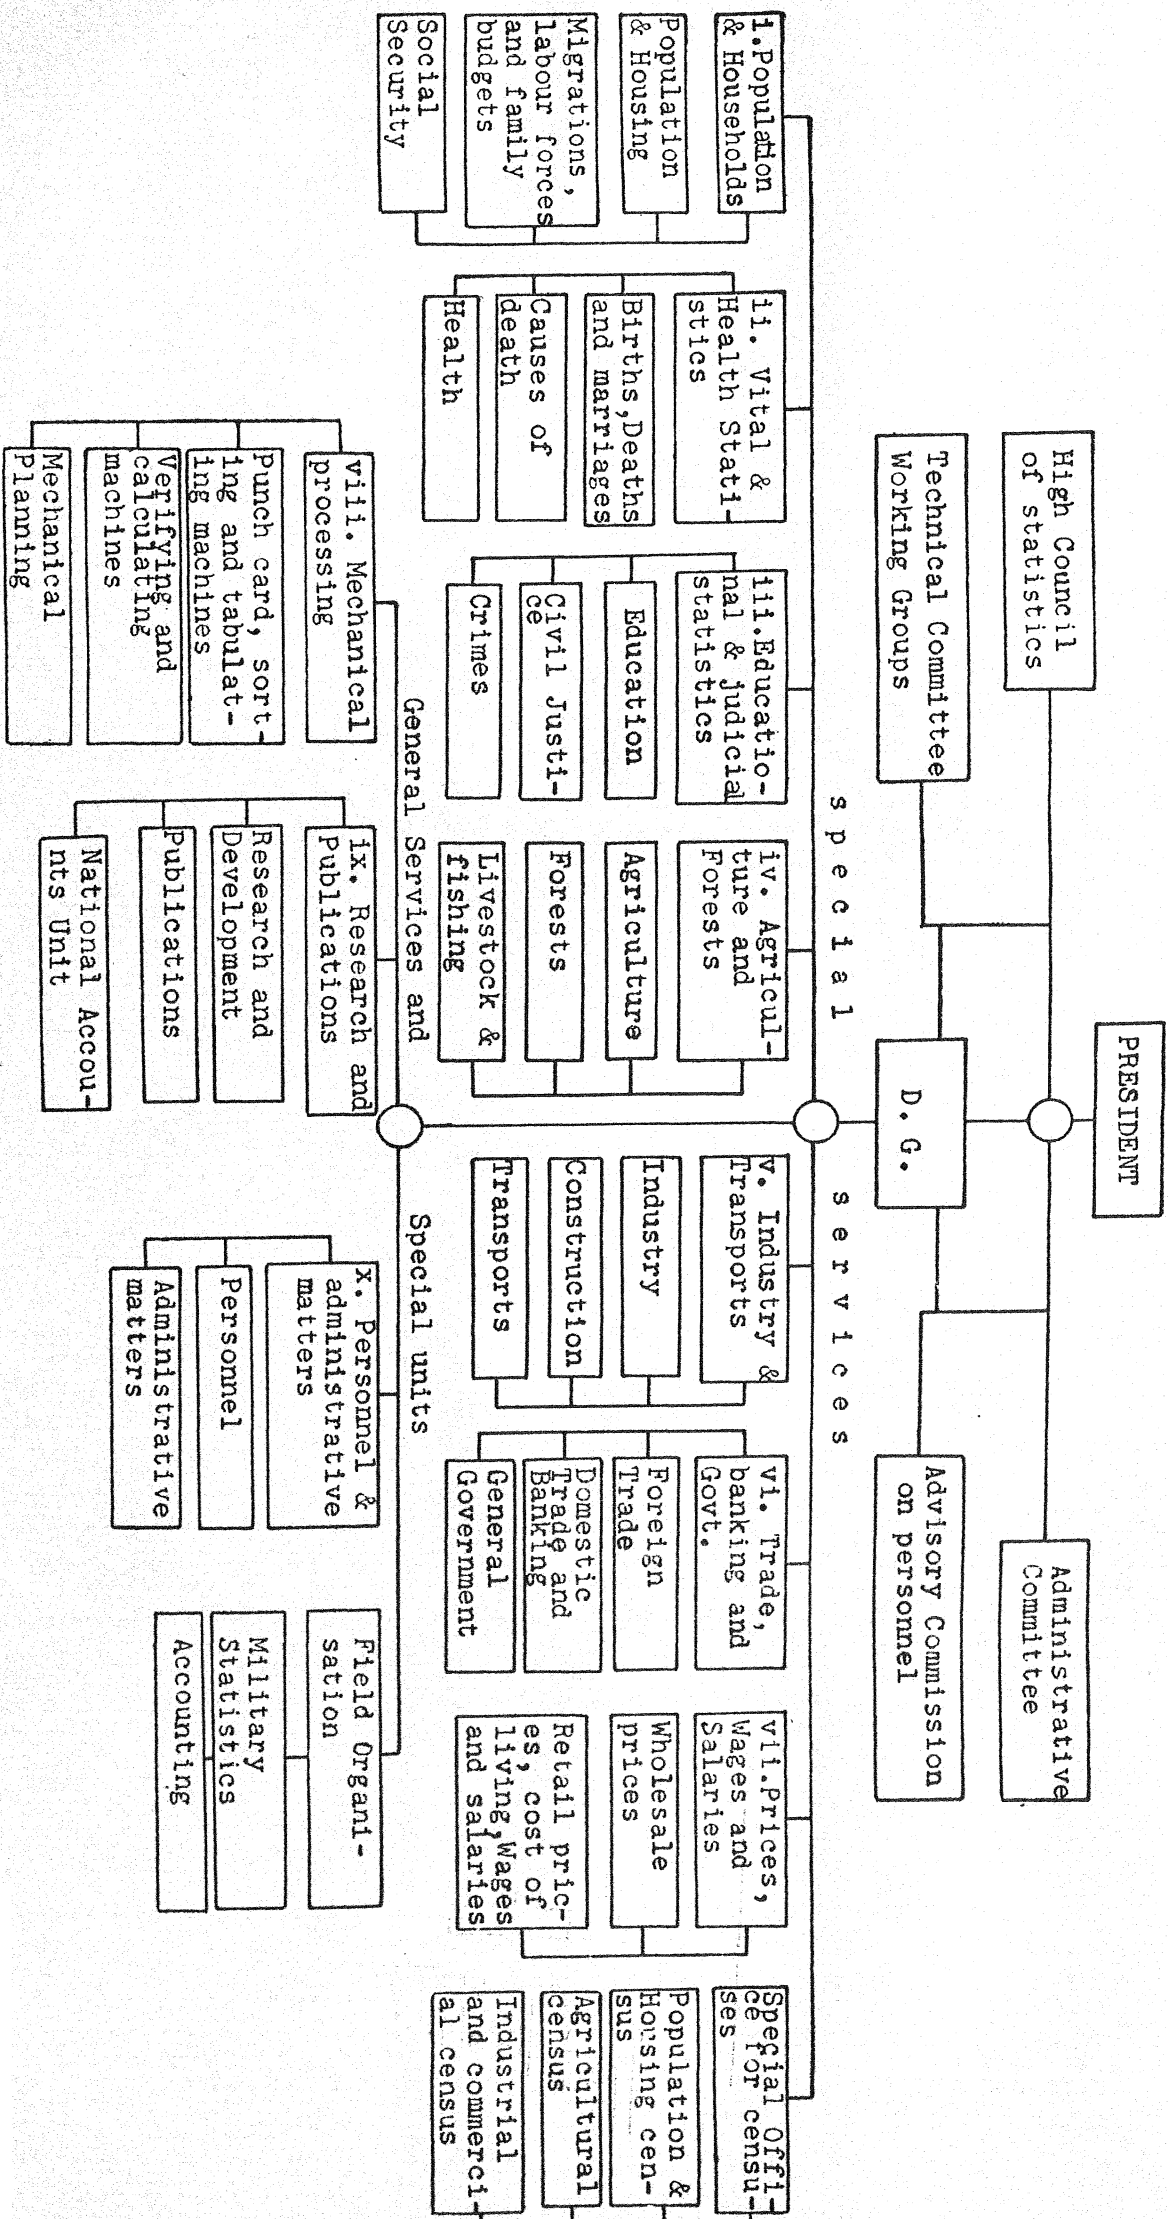 PRESIDENT
High Council
of statistics
Administrative
Committee
Technical Committee
Working Groups
D. G.
Advisory Commission
on personnel
special services
i.Population
& Households
Population
& Housing
Migrations,
labour forces
and family
budgets
Social
Security
ii. Vital &
Health Stati-
stics
Births,Deaths
and marriages
Causes of
death
Health
iii.Educatio-
nal & judicial
statistics
Education
Civil Justi-
ce
Crimes
iv. Agricul-
ture and
Forests
Agriculture
Forests
Livestock &
fishing
v. Industry &
Transports
Industry
Construction
Transports
vi. Trade,
banking and
Govt.
Foreign
Trade
Domestic
Trade and
Banking
General
Government
vii.Prices,
Wages and
Salaries
Wholesale
prices
Retail pric-
es, cost of
living,Wages
and salaries
Special Offi-
ce for censu-
ses
Population &
Housing cen-
sus
Agricultural
census
Industrial
and commerci-
al census
General Services and Special units
viii. Mechanical
processing
Punch card, sort-
ing and tabulat-
ing machines
Verifying and
calculating
machines
Mechanical
Planning
ix. Research and
Publications
Research and
Development
Publications
National Accou-
nts Unit
x. Personnel &
administrative
matters
Personnel
Administrative
matters
Field Organi-
sation
Military
Statistics
Accounting